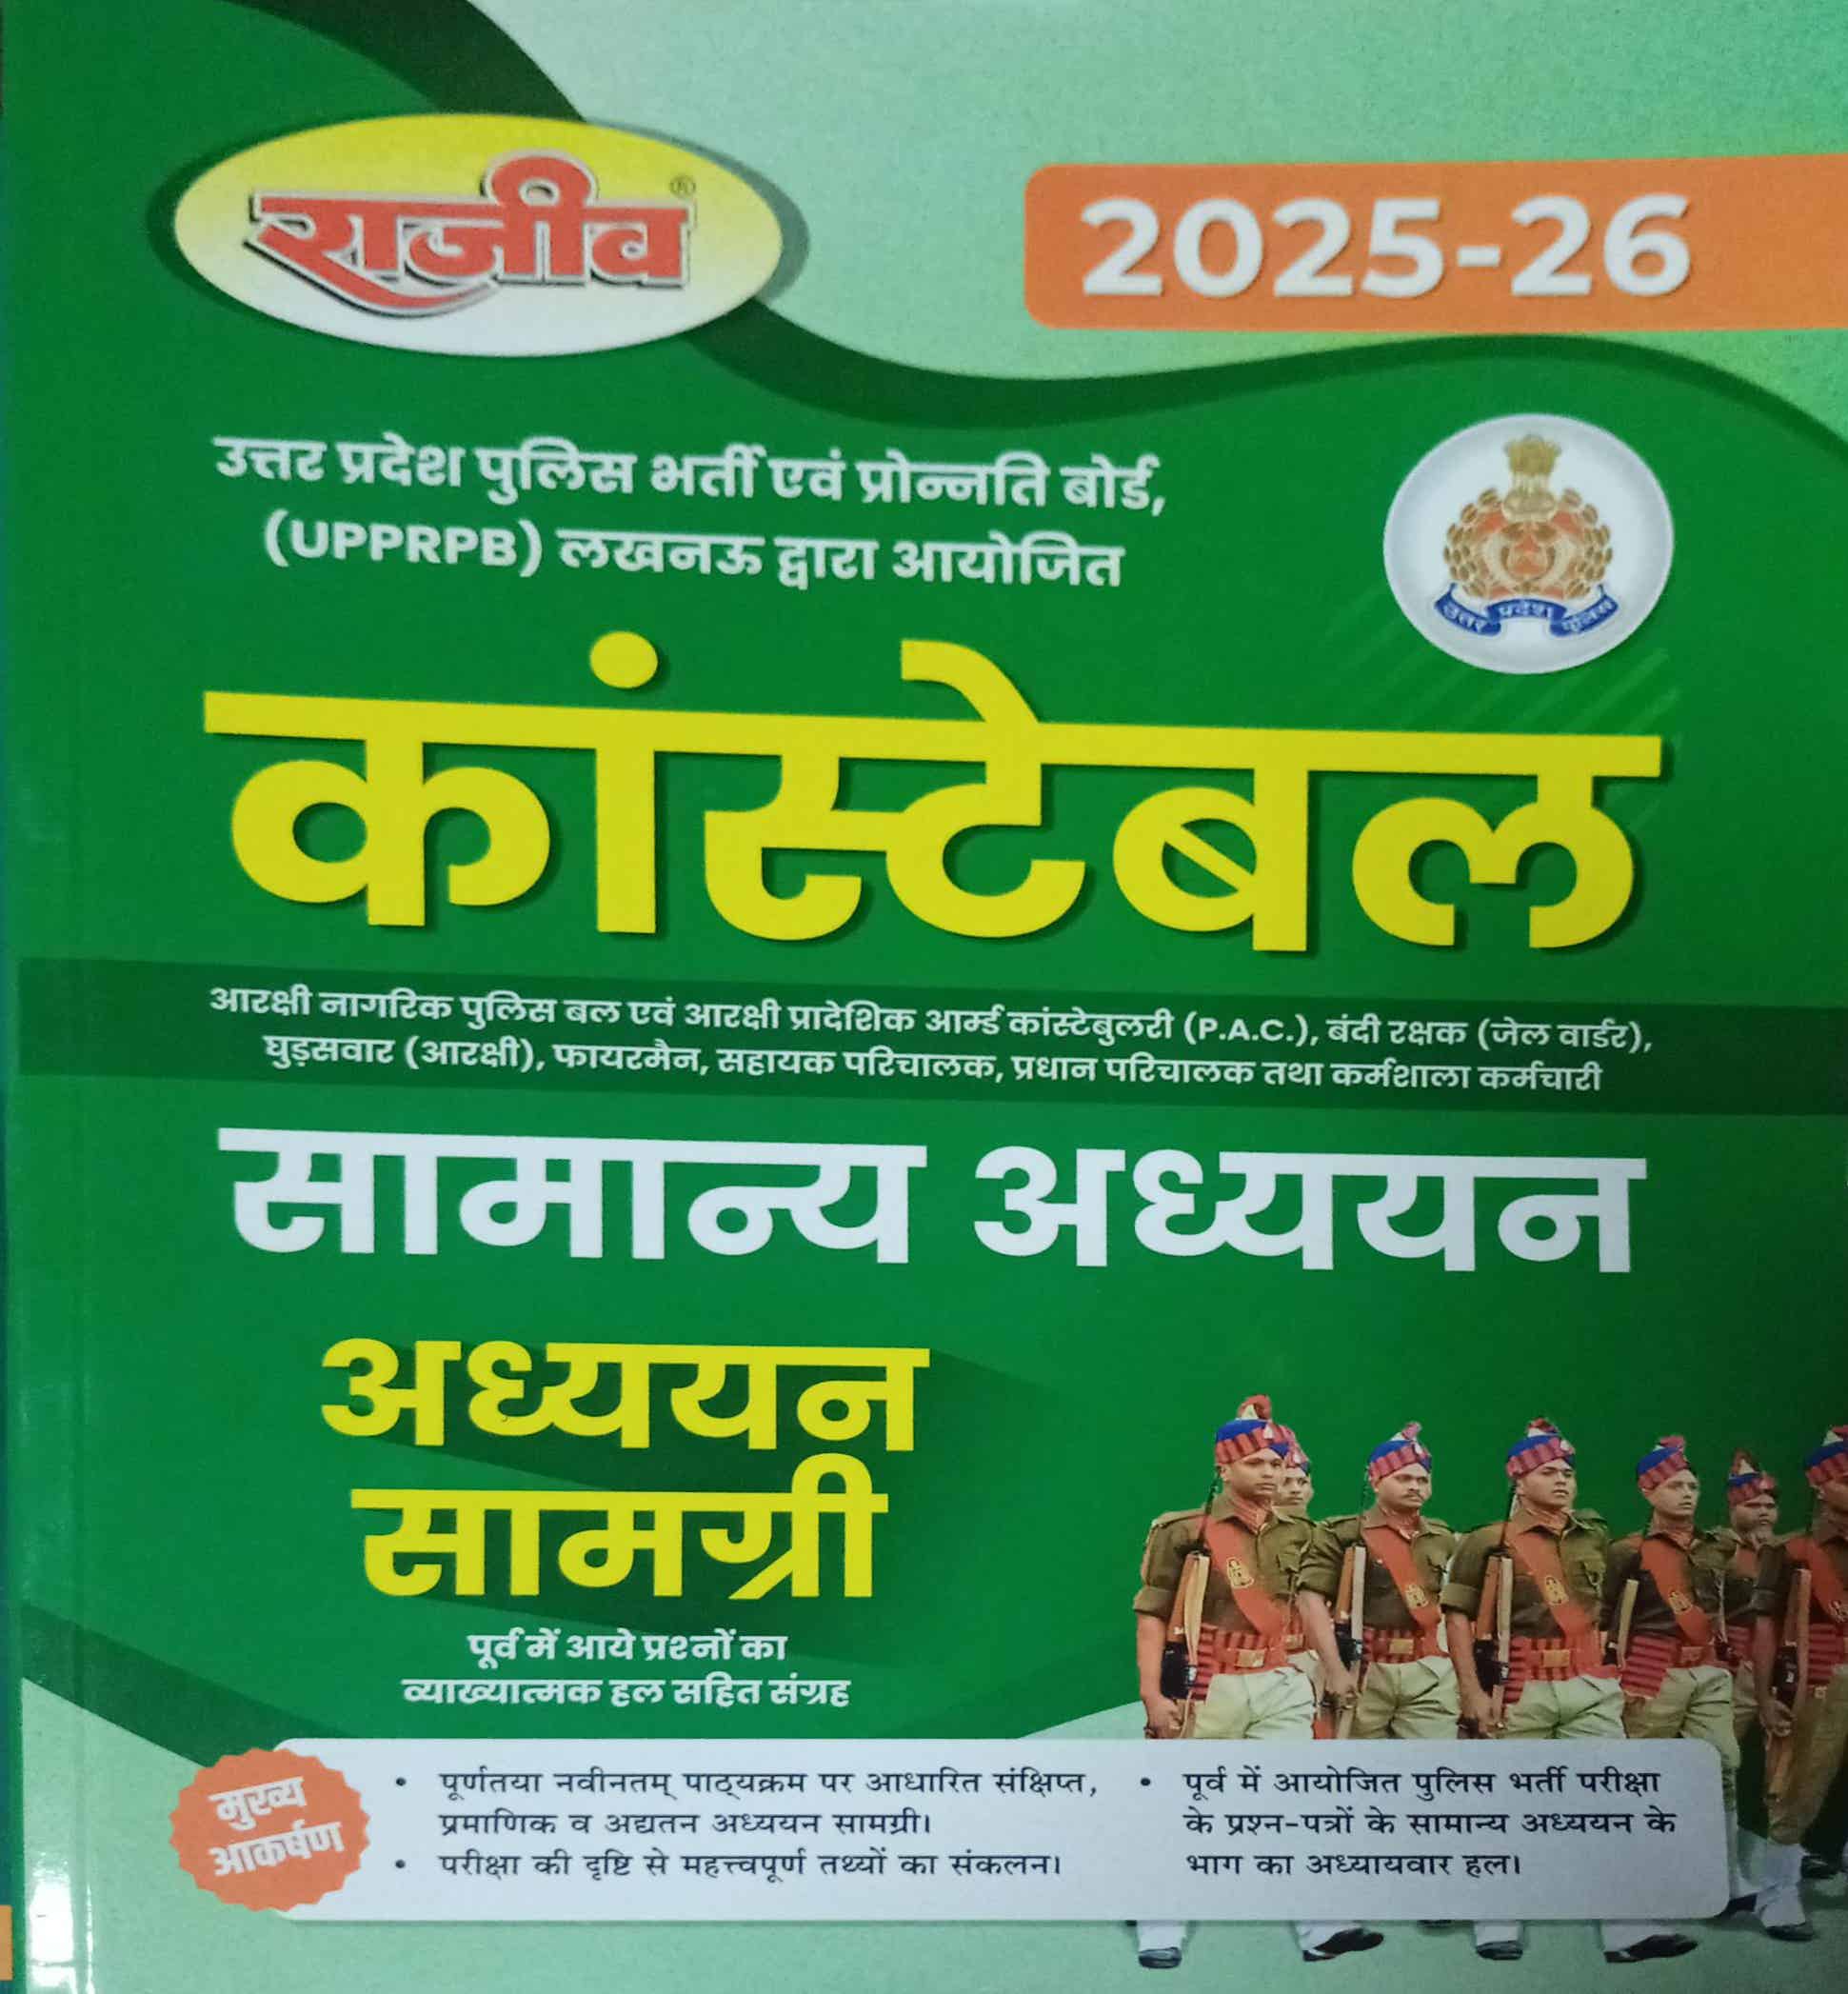 राजीव®
2025-26
उत्तर प्रदेश पुलिस भर्ती एवं प्रोन्नति बोर्ड,
(UPPRPB) लखनऊ द्वारा आयोजित
उत्तर प्रदेश पुलिस
कांस्टेबल
आरक्षी नागरिक पुलिस बल एवं आरक्षी प्रादेशिक आर्म्ड कांस्टेबुलरी (P.A.C.), बंदी रक्षक (जेल वार्डर),
घुड़सवार (आरक्षी), फायरमैन, सहायक परिचालक, प्रधान परिचालक तथा कर्मशाला कर्मचारी
सामान्य अध्ययन
अध्ययन
सामग्री
पूर्व में आये प्रश्नों का
व्याख्यात्मक हल सहित संग्रह
मुख्य
आकर्षण
• पूर्णतया नवीनतम् पाठ्यक्रम पर आधारित संक्षिप्त,
प्रमाणिक व अद्यतन अध्ययन सामग्री।
• परीक्षा की दृष्टि से महत्त्वपूर्ण तथ्यों का संकलन।
• पूर्व में आयोजित पुलिस भर्ती परीक्षा
के प्रश्न-पत्रों के सामान्य अध्ययन के
भाग का अध्यायवार हल।